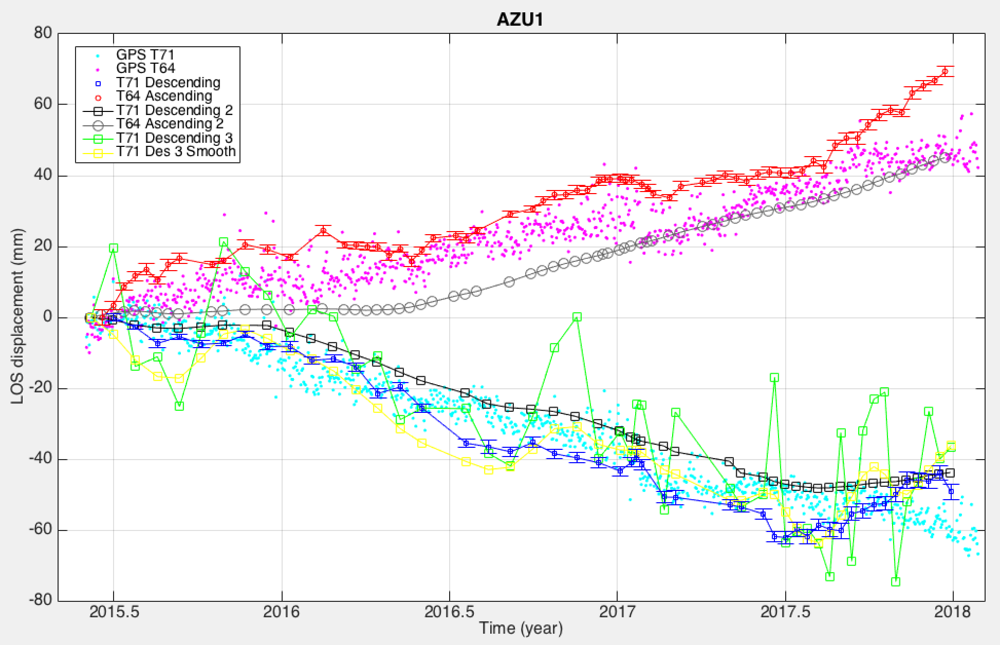 AZU1
80
60
40
20
0
-20
-40
-60
-80
LOS displacement (mm)
GPS T71
GPS T64
T71 Descending
T64 Ascending
T71 Descending 2
T64 Ascending 2
T71 Descending 3
T71 Des 3 Smooth
2015.5 2016 2016.5 2017 2017.5 2018
Time (year)